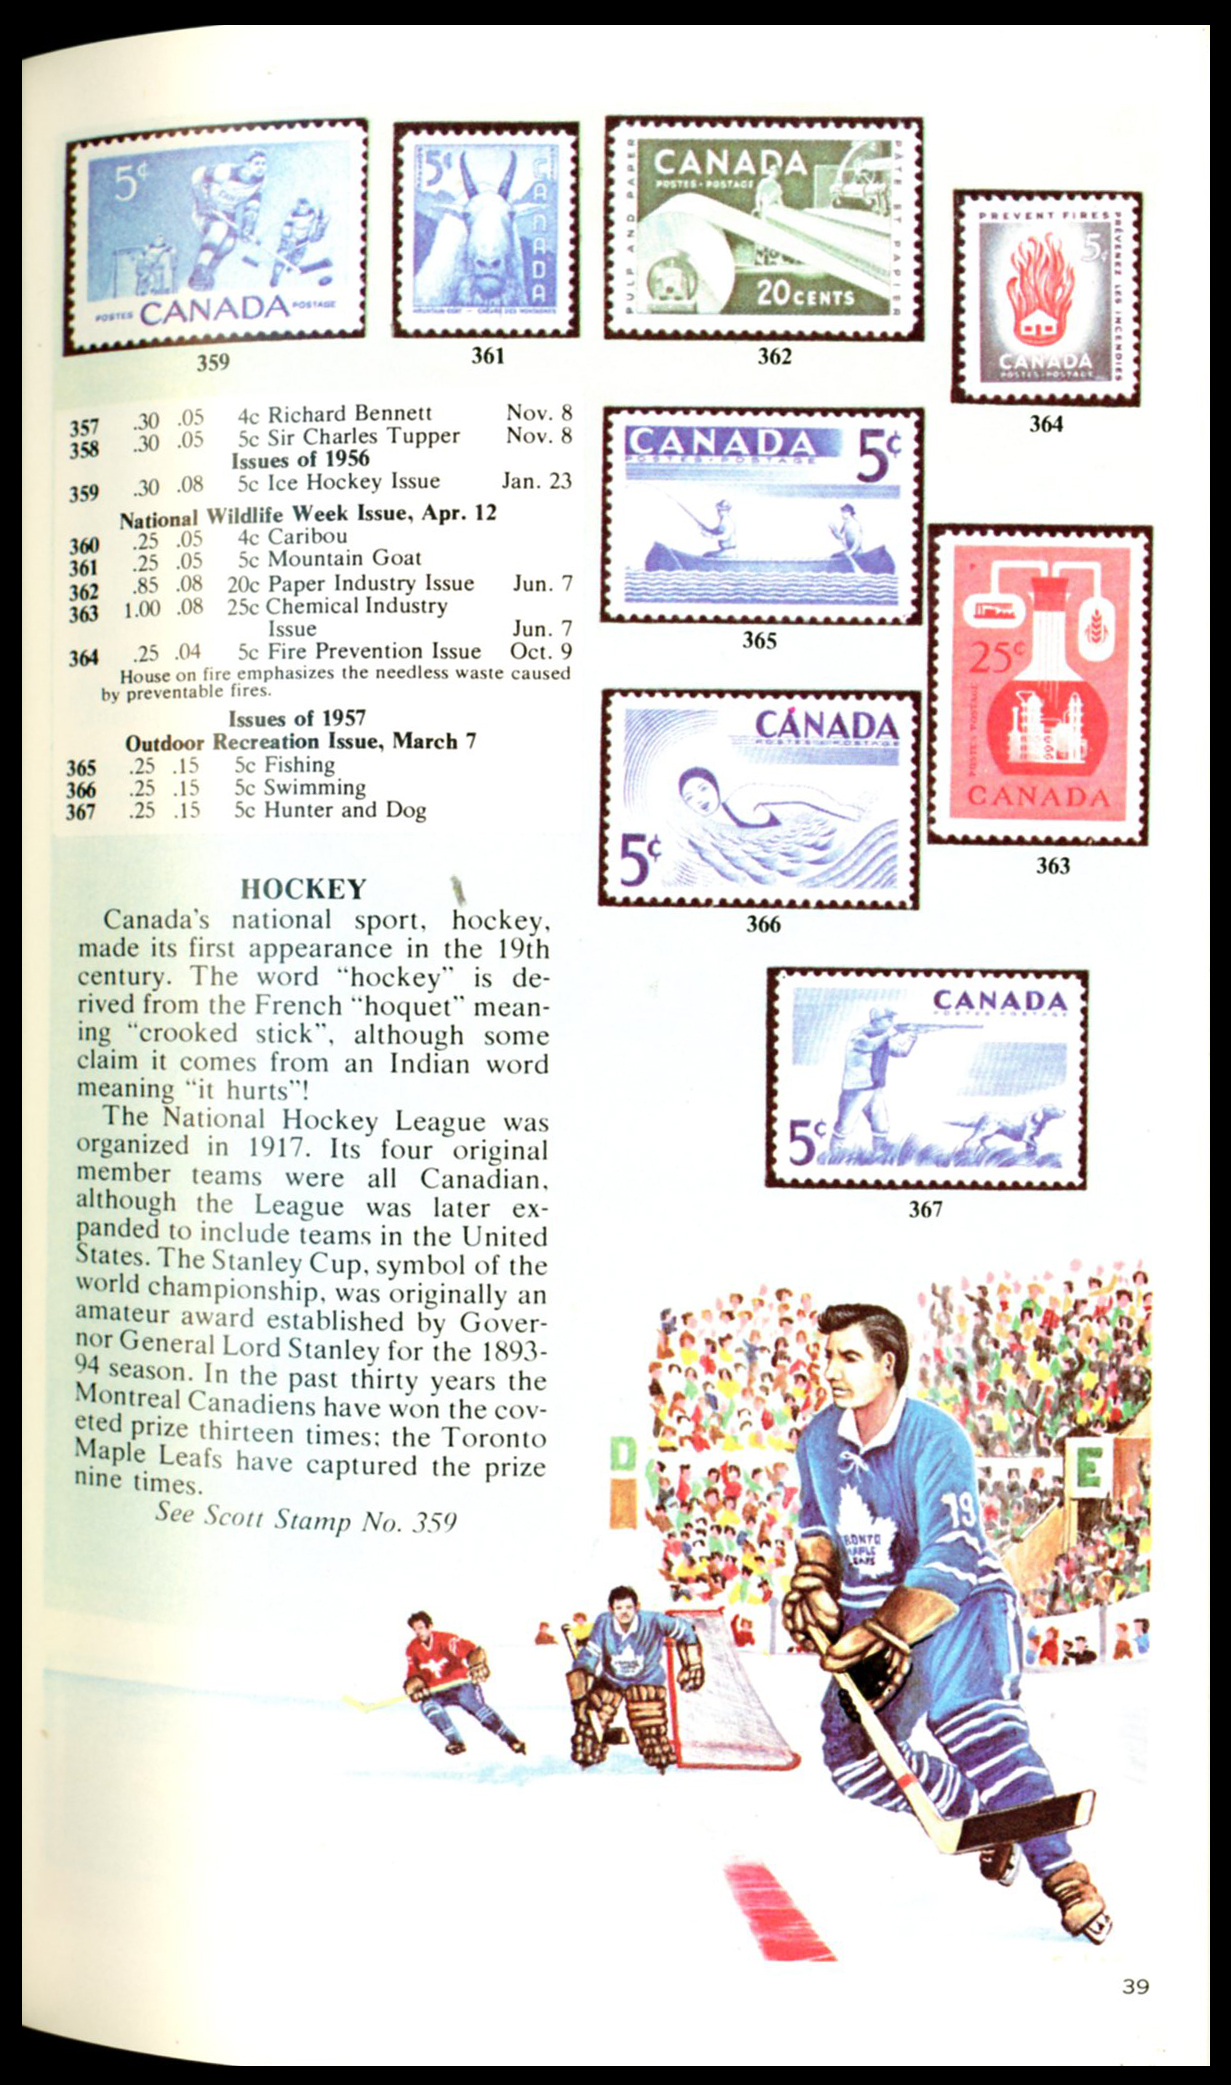 5¢
POSTES CANADA POSTAGE
359
5¢
CANADA
MOUNTAIN GOAT - CHÈVRE DES MONTAGNES
361
PULP AND PAPER
CANADA
POSTES-POSTAGE
PÂTE ET PAPIER
20 CENTS
362
PREVENT FIRES
PRÉVENEZ LES INCENDIES
5¢
CANADA
POSTES-POSTAGE
364
357 .30 .05 4c Richard Bennett Nov. 8
358 .30 .05 5c Sir Charles Tupper Nov. 8
Issues of 1956
359 .30 .08 5c Ice Hockey Issue Jan. 23
National Wildlife Week Issue, Apr. 12
360 .25 .05 4c Caribou
361 .25 .05 5c Mountain Goat
362 .85 .08 20c Paper Industry Issue Jun. 7
363 1.00 .08 25c Chemical Industry
Issue Jun. 7
364 .25 .04 5c Fire Prevention Issue Oct. 9
House on fire emphasizes the needless waste caused
by preventable fires.
Issues of 1957
Outdoor Recreation Issue, March 7
365 .25 .15 5c Fishing
366 .25 .15 5c Swimming
367 .25 .15 5c Hunter and Dog
CANADA 5¢
POSTES-POSTAGE
365
25¢
POSTES-POSTAGE
CANADA
363
CANADA
POSTES-POSTAGE
5¢
366
CANADA
POSTES-POSTAGE
5¢
367
HOCKEY
Canada's national sport, hockey,
made its first appearance in the 19th
century. The word "hockey" is de-
rived from the French "hoquet" mean-
ing "crooked stick", although some
claim it comes from an Indian word
meaning "it hurts"!
The National Hockey League was
organized in 1917. Its four original
member teams were all Canadian,
although the League was later ex-
panded to include teams in the United
States. The Stanley Cup, symbol of the
world championship, was originally an
amateur award established by Gover-
nor General Lord Stanley for the 1893-
94 season. In the past thirty years the
Montreal Canadiens have won the cov-
eted prize thirteen times; the Toronto
Maple Leafs have captured the prize
nine times.
See Scott Stamp No. 359
D
E
19
RONTO
MAPLE
LEAFS
39